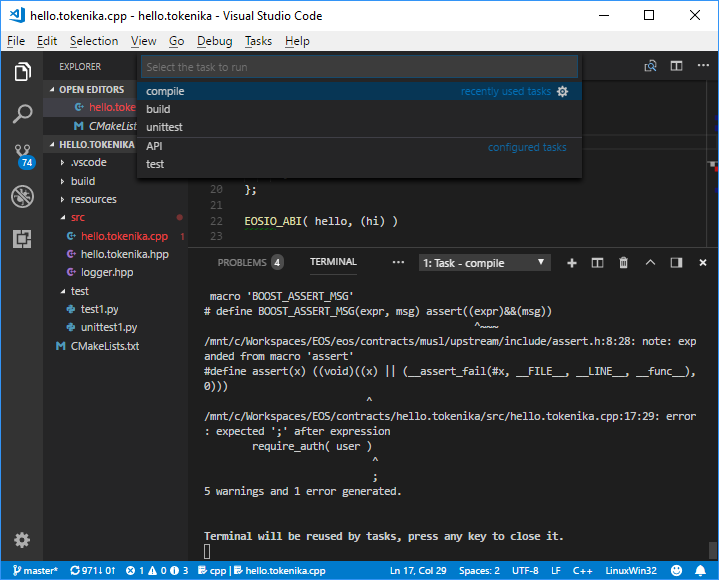 hello.tokenika.cpp - hello.tokenika - Visual Studio Code
File Edit Selection View Go Debug Tasks Help
EXPLORER
Select the task to run
OPEN EDITORS
compile recently used tasks
hello.toke
build
CMakeList
unittest
HELLO.TOKENIKA
API configured tasks
.vscode
test
build
resources
20 };
src
21
22 EOSIO_ABI( hello, (hi) )
hello.tokenika.cpp 1
23
hello.tokenika.hpp
logger.hpp
test
test1.py
unittest1.py
CMakeLists.txt
74
PROBLEMS 4 TERMINAL ··· 1: Task - compile
macro 'BOOST_ASSERT_MSG'
# define BOOST_ASSERT_MSG(expr, msg) assert((expr)&&(msg))
^~~~
/mnt/c/Workspaces/EOS/eos/contracts/musl/upstream/include/assert.h:8:28: note: exp
anded from macro 'assert'
#define assert(x) ((void)((x) || (__assert_fail(#x, __FILE__, __LINE__, __func__),
0)))
^
/mnt/c/Workspaces/EOS/contracts/hello.tokenika/src/hello.tokenika.cpp:17:29: error
: expected ';' after expression
require_auth( user )
^
;
5 warnings and 1 error generated.
Terminal will be reused by tasks, press any key to close it.
master* 971↓ 0↑ 1 0 3 cpp | hello.tokenika.cpp Ln 17, Col 29 Spaces: 2 UTF-8 LF C++ LinuxWin32